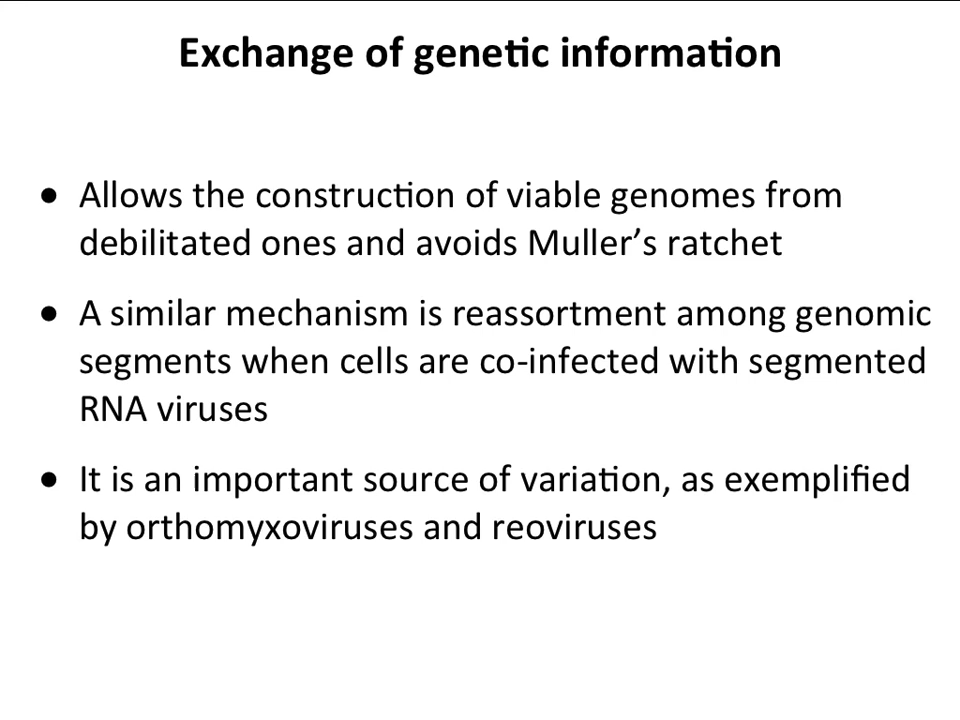 Exchange of genetic information
• Allows the construction of viable genomes from
debilitated ones and avoids Muller’s ratchet
• A similar mechanism is reassortment among genomic
segments when cells are co-infected with segmented
RNA viruses
• It is an important source of variation, as exemplified
by orthomyxoviruses and reoviruses